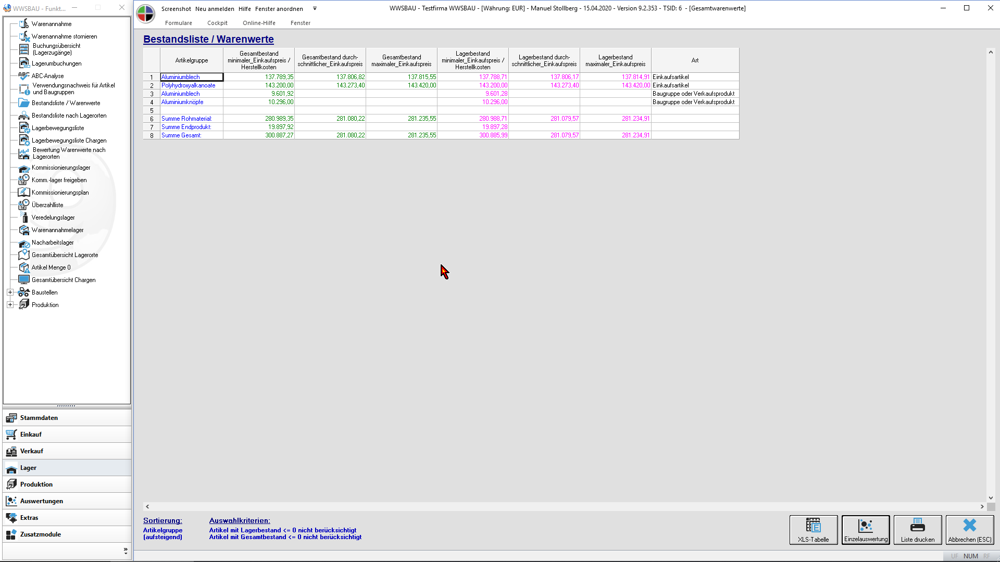 WWSBAU - Funkt...
Warenannahme
Warenannahme stornieren
Buchungsübersicht
(Lagerzugänge)
Lagerumbuchungen
ABC-Analyse
Verwendungsnachweis für Artikel
und Baugruppen
Bestandsliste / Warenwerte
Bestandsliste nach Lagerorten
Lagerbewegungsliste
Lagerbewegungsliste Chargen
Bewertung Warenwerte nach
Lagerorten
Kommissionierungslager
Komm.-lager freigeben
Kommissionierungsplan
Überzahlliste
Veredelungslager
Warenannahmelager
Nacharbeitslager
Gesamtübersicht Lagerorte
Artikel Menge 0
Gesamtübersicht Chargen
Baustellen
Produktion
Stammdaten
Einkauf
Verkauf
Lager
Produktion
Auswertungen
Extras
Zusatzmodule
Screenshot Neu anmelden Hilfe Fenster anordnen
WWSBAU - Testfirma WWSBAU - [Währung: EUR] - Manuel Stollberg - 15.04.2020 - Version 9.2.353 - TSID: 6 - [Gesamtwarenwerte]
Formulare Cockpit Online-Hilfe Fenster
Bestandsliste / Warenwerte
Artikelgruppe
Gesamtbestand
minimaler_Einkaufspreis /
Herstellkosten
Gesamtbestand durch-
schnittlicher_Einkaufspreis
Gesamtbestand
maximaler_Einkaufspreis
Lagerbestand
minimaler_Einkaufspreis /
Herstellkosten
Lagerbestand durch-
schnittlicher_Einkaufspreis
Lagerbestand
maximaler_Einkaufspreis
Art
1 Aluminiumblech 137.789,35 137.806,82 137.815,55 137.788,71 137.806,17 137.814,91 Einkaufsartikel
2 Polyhydroxyalkanoate 143.200,00 143.273,40 143.420,00 143.200,00 143.273,40 143.420,00 Einkaufsartikel
3 Aluminiumblech 9.601,92 9.601,28 Baugruppe oder Verkaufsprodukt
4 Aluminiumknöpfe 10.296,00 10.296,00 Baugruppe oder Verkaufsprodukt
5
6 Summe Rohmaterial: 280.989,35 281.080,22 281.235,55 280.988,71 281.079,57 281.234,91
7 Summe Endprodukt: 19.897,92 19.897,28
8 Summe Gesamt: 300.887,27 281.080,22 281.235,55 300.885,99 281.079,57 281.234,91
Sortierung:
Artikelgruppe
(aufsteigend)
Auswahlkriterien:
Artikel mit Lagerbestand <= 0 nicht berücksichtigt
Artikel mit Gesamtbestand <= 0 nicht berücksichtigt
XLS-Tabelle
Einzelauswertung
Liste drucken
Abbrechen (ESC)
UF NUM RF